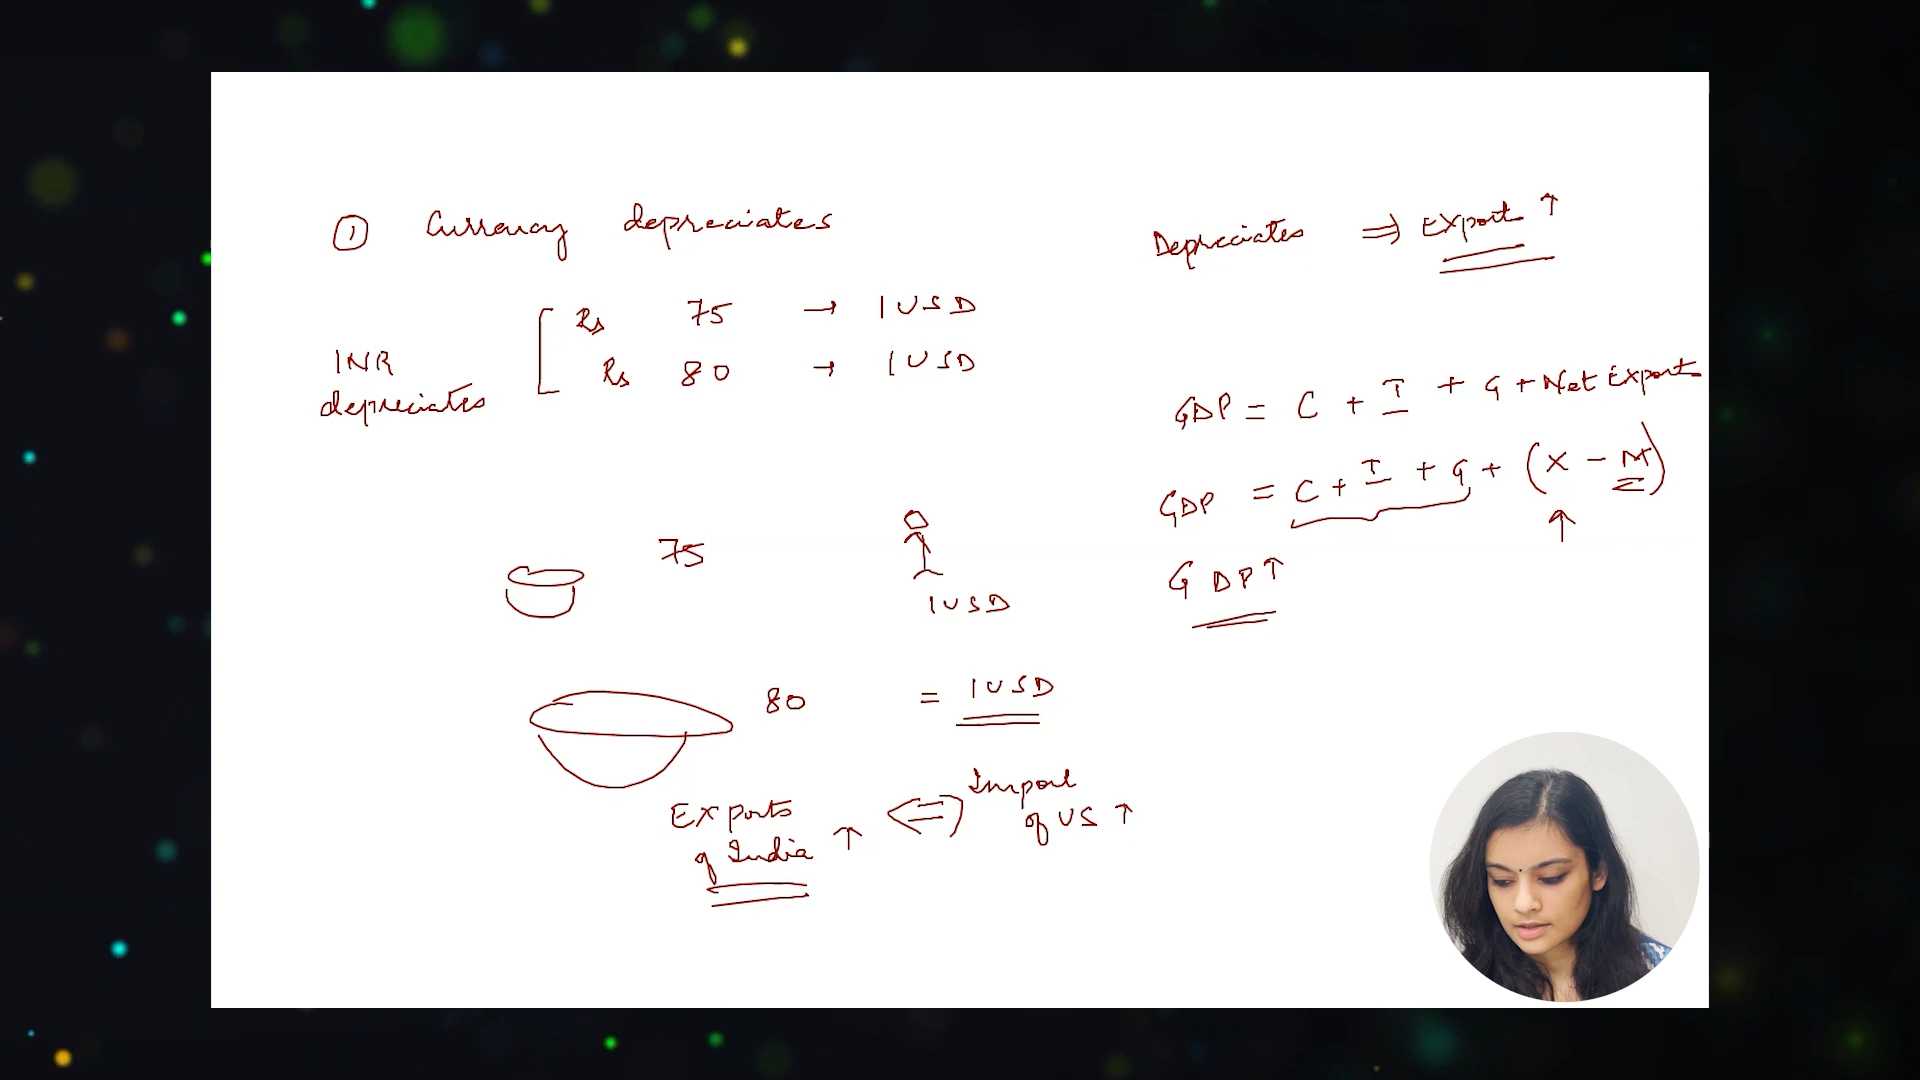 ① Currency depreciates
Rs 75 → 1 USD
INR depreciates
Rs 80 → 1 USD
75
1 USD
80 = 1 USD
Exports of India ↑ ⇔ Import of US ↑
Depreciates ⇒ Export ↑
GDP = C + I + G + Net Exports
GDP = C + I + G + (X - M)
↑
GDP ↑